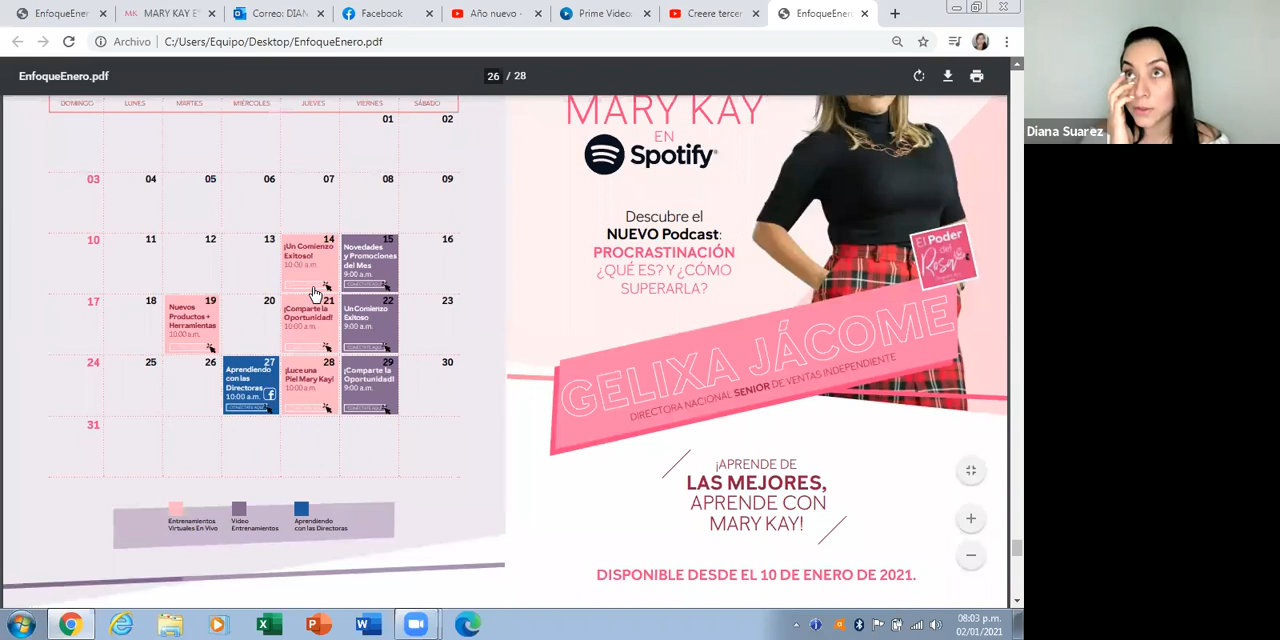 EnfoqueEner
MARY KAY E
Correo: DIAN
Facebook
Año nuevo -
Prime Video:
Creere tercer
EnfoqueEner
Archivo
C:/Users/Equipo/Desktop/EnfoqueEnero.pdf
EnfoqueEnero.pdf
26 / 28
DOMINGO LUNES MARTES MIÉRCOLES JUEVES VIERNES SÁBADO
01 02
03 04 05 06 07 08 09
10 11 12 13 14 15 16
¡Un Comienzo
Exitoso!
10:00 a.m
Novedades
y Promociones
del Mes
9:00 a.m.
17 18 19 20 21 22 23
Nuevos
Productos +
Herramientas
10:00 a.m.
¡Comparte la
Oportunidad!
10:00 a.m.
Un Comienzo
Exitoso
9:00 a.m.
24 25 26 27 28 29 30
Aprendiendo
con las
Directoras
10:00 a.m.
¡Luce una
Piel Mary Kay!
10:00 a.m.
¡Comparte la
Oportunidad!
9:00 a.m.
31
Entrenamientos
Virtuales En Vivo
Video
Entrenamientos
Aprendiendo
con las Directoras
MARY KAY
EN
Spotify
Descubre el
NUEVO Podcast:
PROCRASTINACIÓN
¿QUÉ ES? Y ¿CÓMO
SUPERARLA?
El Poder
del
Rosa
GELIXA JÁCOME
DIRECTORA NACIONAL SENIOR DE VENTAS INDEPENDIENTE
¡APRENDE DE
LAS MEJORES,
APRENDE CON
MARY KAY!
DISPONIBLE DESDE EL 10 DE ENERO DE 2021.
Diana Suarez
08:03 p.m.
02/01/2021